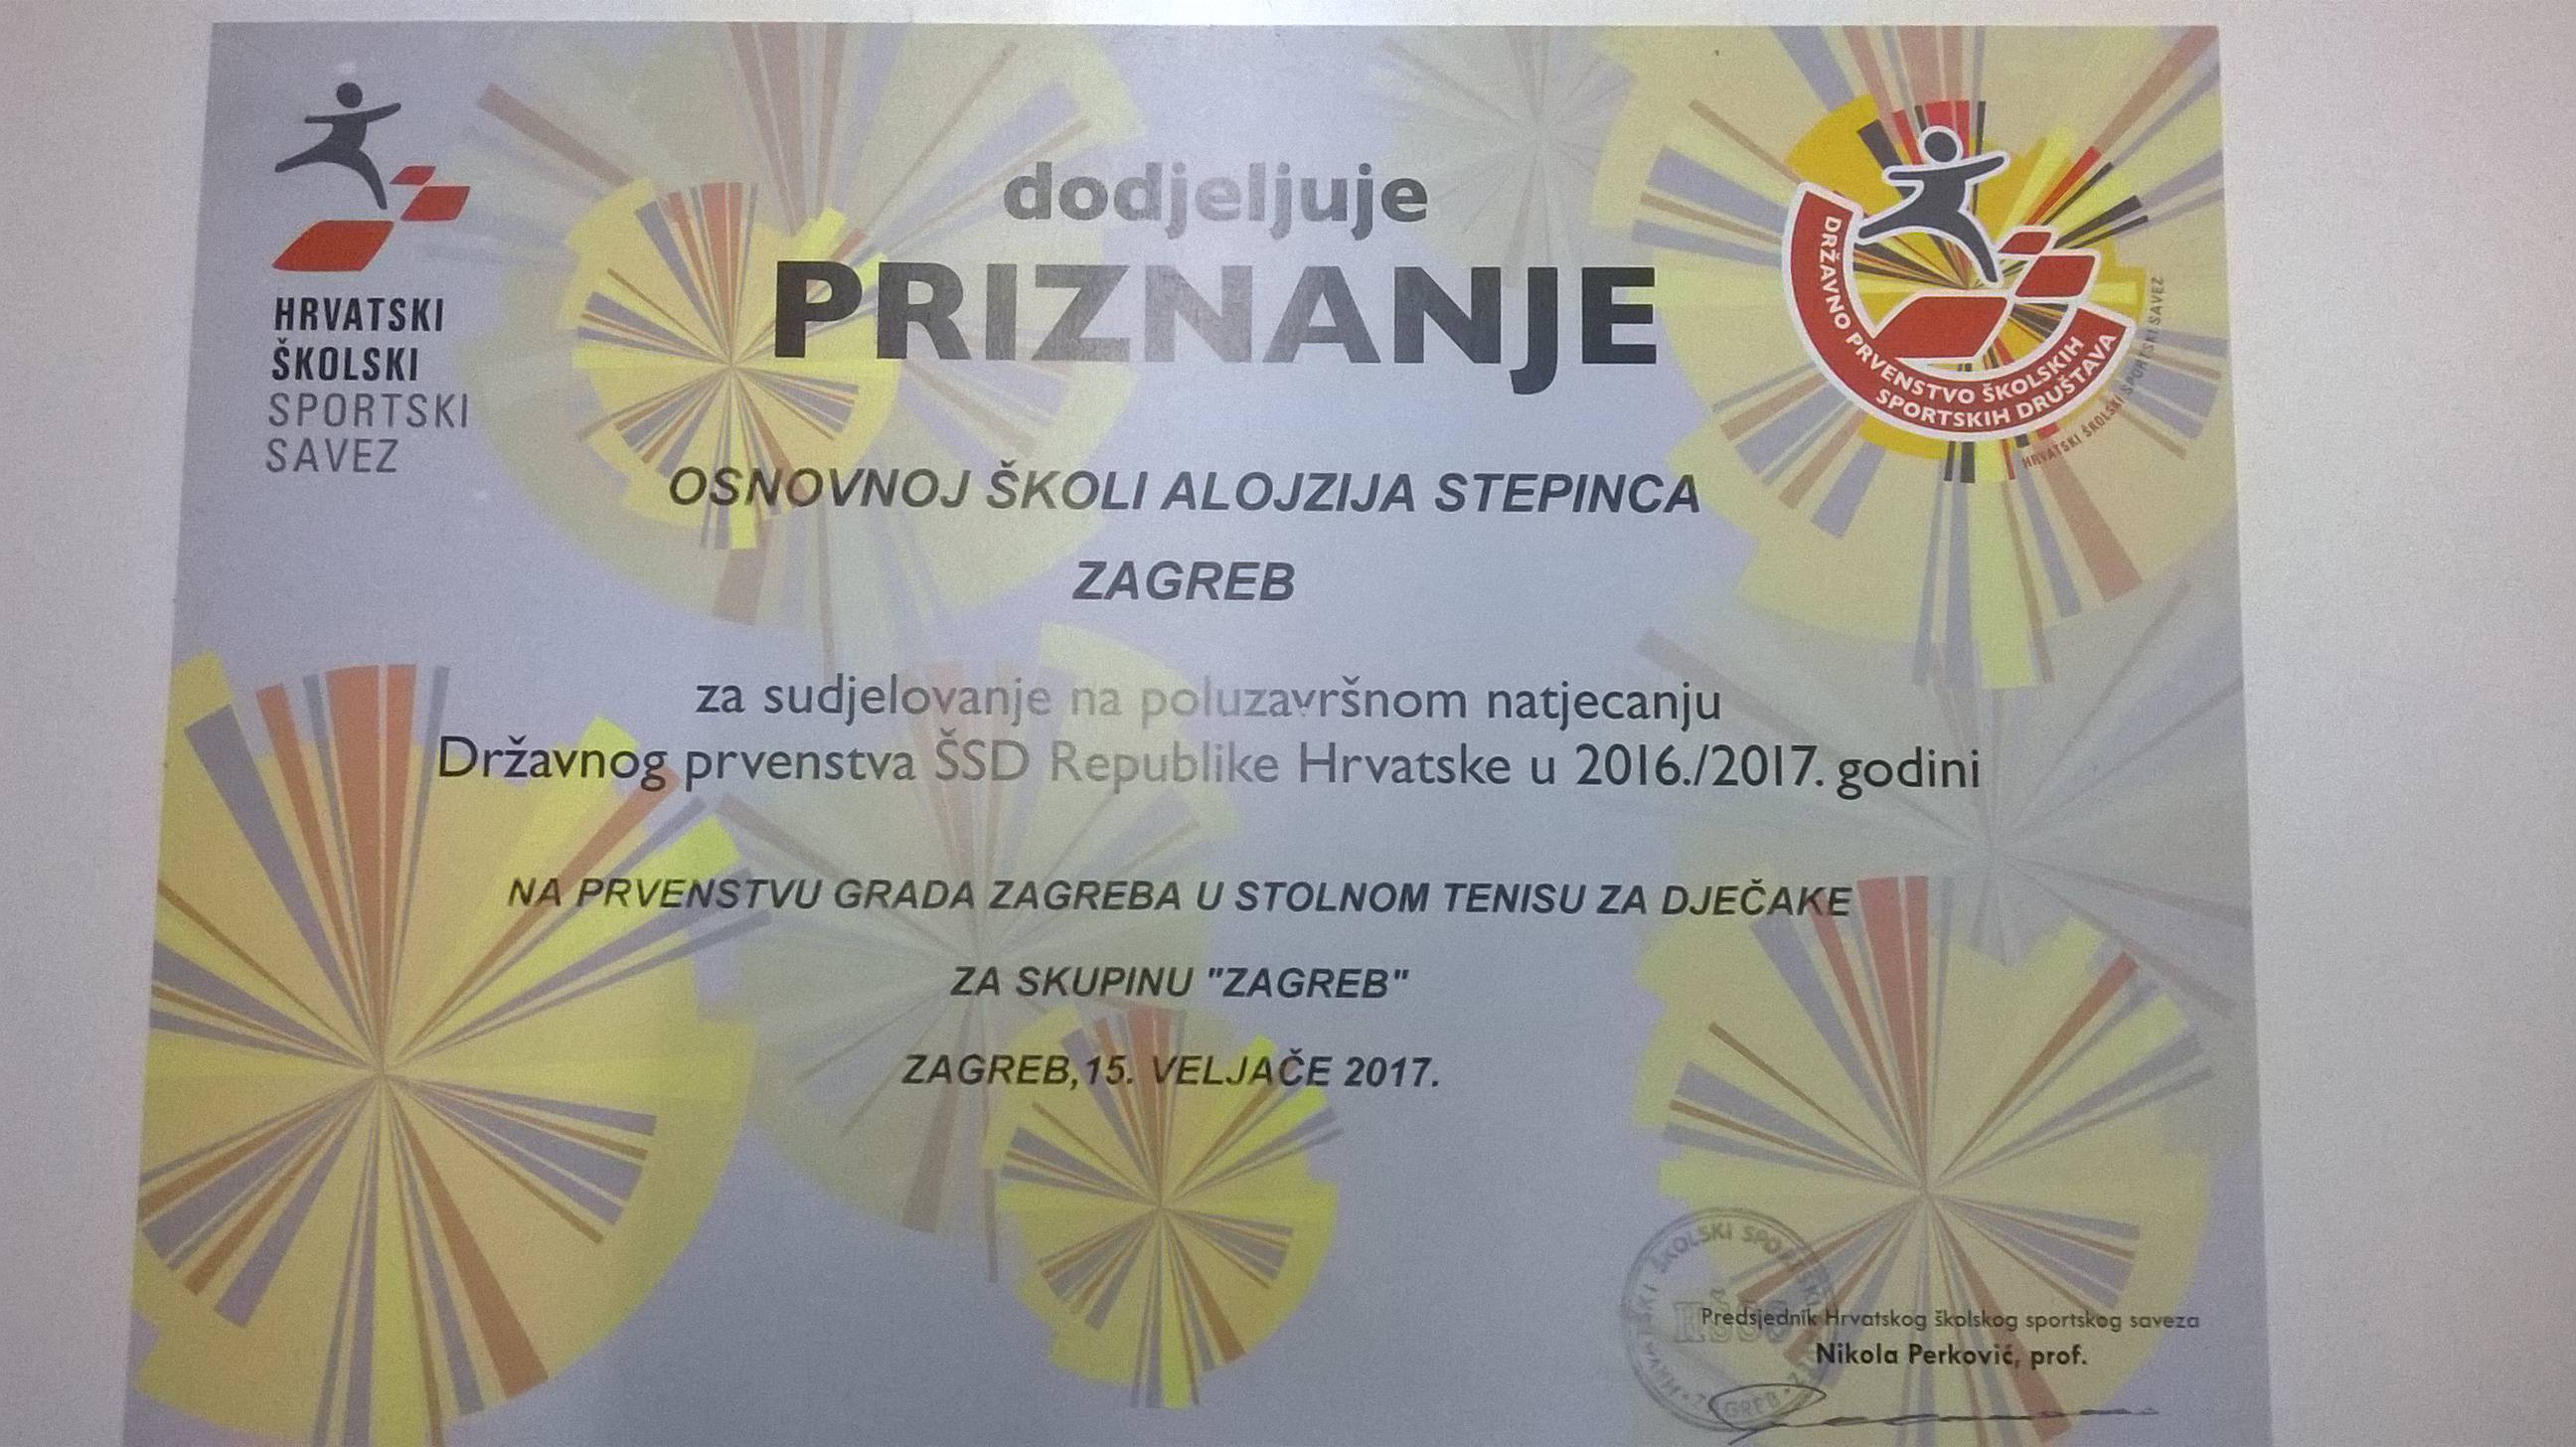 HRVATSKI
ŠKOLSKI
SPORTSKI
SAVEZ
dodjeljuje
PRIZNANJE
DRŽAVNO PRVENSTVO ŠKOLSKIH
SPORTSKIH DRUŠTAVA
HRVATSKI ŠKOLSKI SPORTSKI SAVEZ
OSNOVNOJ ŠKOLI ALOJZIJA STEPINCA
ZAGREB
za sudjelovanje na poluzavršnom natjecanju
Državnog prvenstva ŠSD Republike Hrvatske u 2016./2017. godini
NA PRVENSTVU GRADA ZAGREBA U STOLNOM TENISU ZA DJEČAKE
ZA SKUPINU "ZAGREB"
ZAGREB,15. VELJAČE 2017.
ŠKOLSKI
ZAGREB
Predsjednik Hrvatskog školskog sportskog saveza
Nikola Perković, prof.